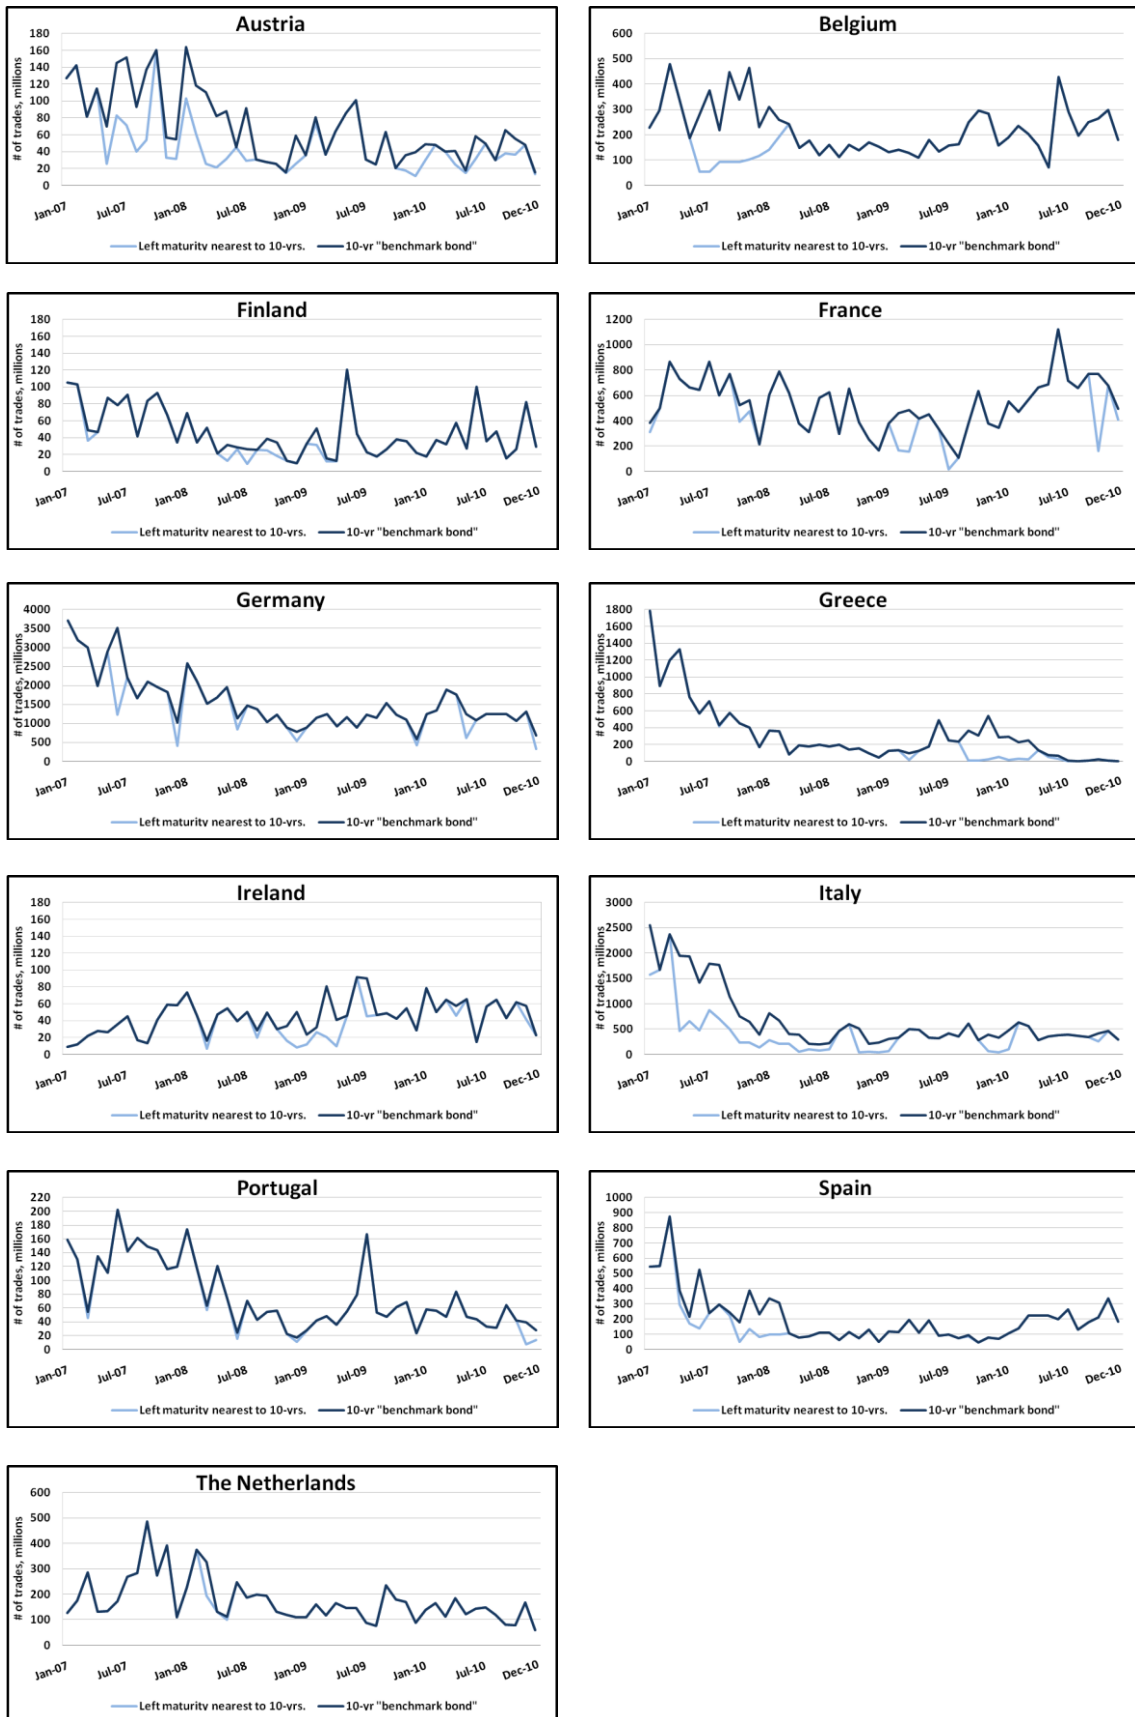 Austria
# of trades, millions
180
160
140
120
100
80
60
40
20
0
Jan-07 Jul-07 Jan-08 Jul-08 Jan-09 Jul-09 Jan-10 Jul-10 Dec-10
Left maturity nearest to 10-yrs. 10-yr "benchmark bond"
Belgium
# of trades, millions
600
500
400
300
200
100
0
Jan-07 Jul-07 Jan-08 Jul-08 Jan-09 Jul-09 Jan-10 Jul-10 Dec-10
Left maturity nearest to 10-yrs. 10-yr "benchmark bond"
Finland
# of trades, millions
180
160
140
120
100
80
60
40
20
0
Jan-07 Jul-07 Jan-08 Jul-08 Jan-09 Jul-09 Jan-10 Jul-10 Dec-10
Left maturity nearest to 10-yrs. 10-yr "benchmark bond"
France
# of trades, millions
1200
1000
800
600
400
200
0
Jan-07 Jul-07 Jan-08 Jul-08 Jan-09 Jul-09 Jan-10 Jul-10 Dec-10
Left maturity nearest to 10-yrs. 10-yr "benchmark bond"
Germany
# of trades, millions
4000
3500
3000
2500
2000
1500
1000
500
0
Jan-07 Jul-07 Jan-08 Jul-08 Jan-09 Jul-09 Jan-10 Jul-10 Dec-10
Left maturity nearest to 10-yrs. 10-yr "benchmark bond"
Greece
# of trades, millions
1800
1600
1400
1200
1000
800
600
400
200
0
Jan-07 Jul-07 Jan-08 Jul-08 Jan-09 Jul-09 Jan-10 Jul-10 Dec-10
Left maturity nearest to 10-yrs. 10-yr "benchmark bond"
Ireland
# of trades, millions
180
160
140
120
100
80
60
40
20
0
Jan-07 Jul-07 Jan-08 Jul-08 Jan-09 Jul-09 Jan-10 Jul-10 Dec-10
Left maturity nearest to 10-yrs. 10-yr "benchmark bond"
Italy
# of trades, millions
3000
2500
2000
1500
1000
500
0
Jan-07 Jul-07 Jan-08 Jul-08 Jan-09 Jul-09 Jan-10 Jul-10 Dec-10
Left maturity nearest to 10-yrs. 10-yr "benchmark bond"
Portugal
# of trades, millions
220
200
180
160
140
120
100
80
60
40
20
0
Jan-07 Jul-07 Jan-08 Jul-08 Jan-09 Jul-09 Jan-10 Jul-10 Dec-10
Left maturity nearest to 10-yrs. 10-yr "benchmark bond"
Spain
# of trades, millions
1000
900
800
700
600
500
400
300
200
100
0
Jan-07 Jul-07 Jan-08 Jul-08 Jan-09 Jul-09 Jan-10 Jul-10 Dec-10
Left maturity nearest to 10-yrs. 10-yr "benchmark bond"
The Netherlands
# of trades, millions
600
500
400
300
200
100
0
Jan-07 Jul-07 Jan-08 Jul-08 Jan-09 Jul-09 Jan-10 Jul-10 Dec-10
Left maturity nearest to 10-yrs. 10-yr "benchmark bond"